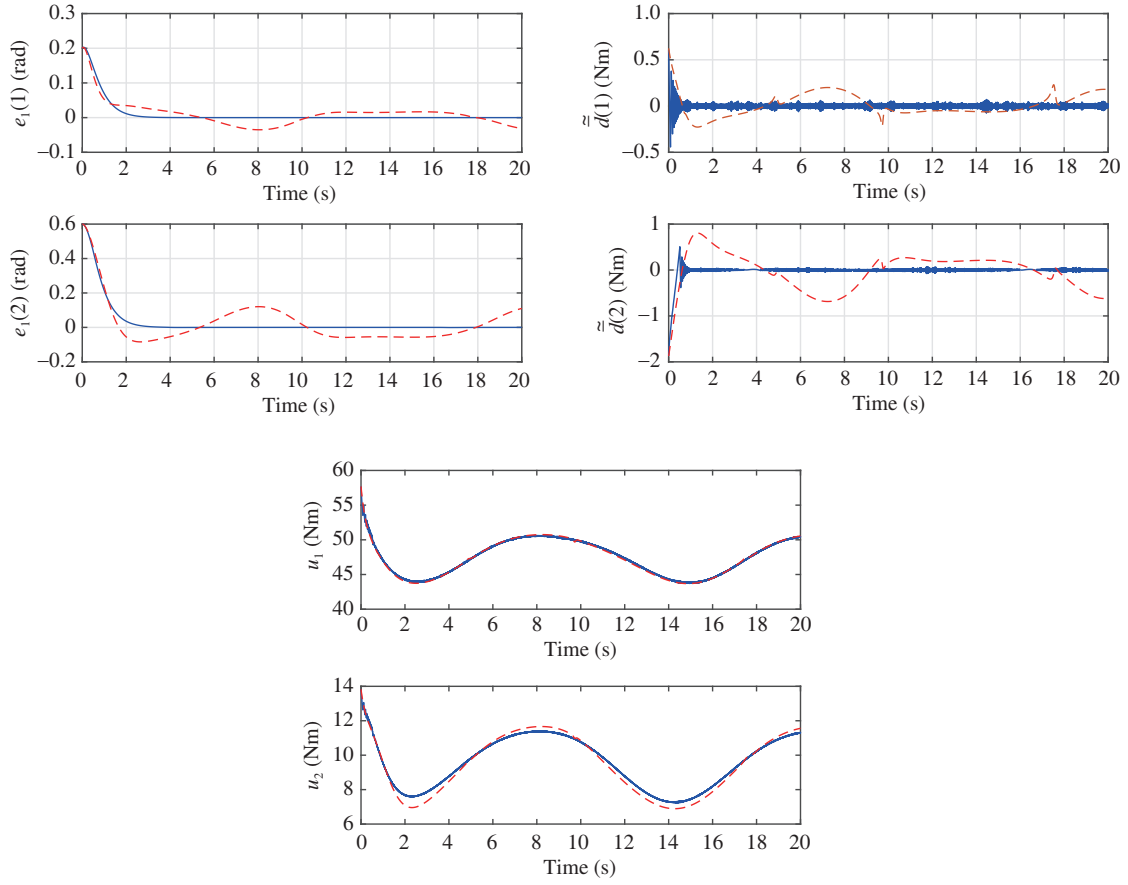 0.3
0.2
0.1
0
−0.1
e₁(1) (rad)
0 2 4 6 8 10 12 14 16 18 20
Time (s)
1.0
0.5
0
−0.5
d̃̃(1) (Nm)
0 2 4 6 8 10 12 14 16 18 20
Time (s)
0.6
0.4
0.2
0
−0.2
e₁(2) (rad)
0 2 4 6 8 10 12 14 16 18 20
Time (s)
1
0
−1
−2
d̃̃(2) (Nm)
0 2 4 6 8 10 12 14 16 18 20
Time (s)
60
55
50
45
40
u₁ (Nm)
0 2 4 6 8 10 12 14 16 18 20
Time (s)
14
12
10
8
6
u₂ (Nm)
0 2 4 6 8 10 12 14 16 18 20
Time (s)